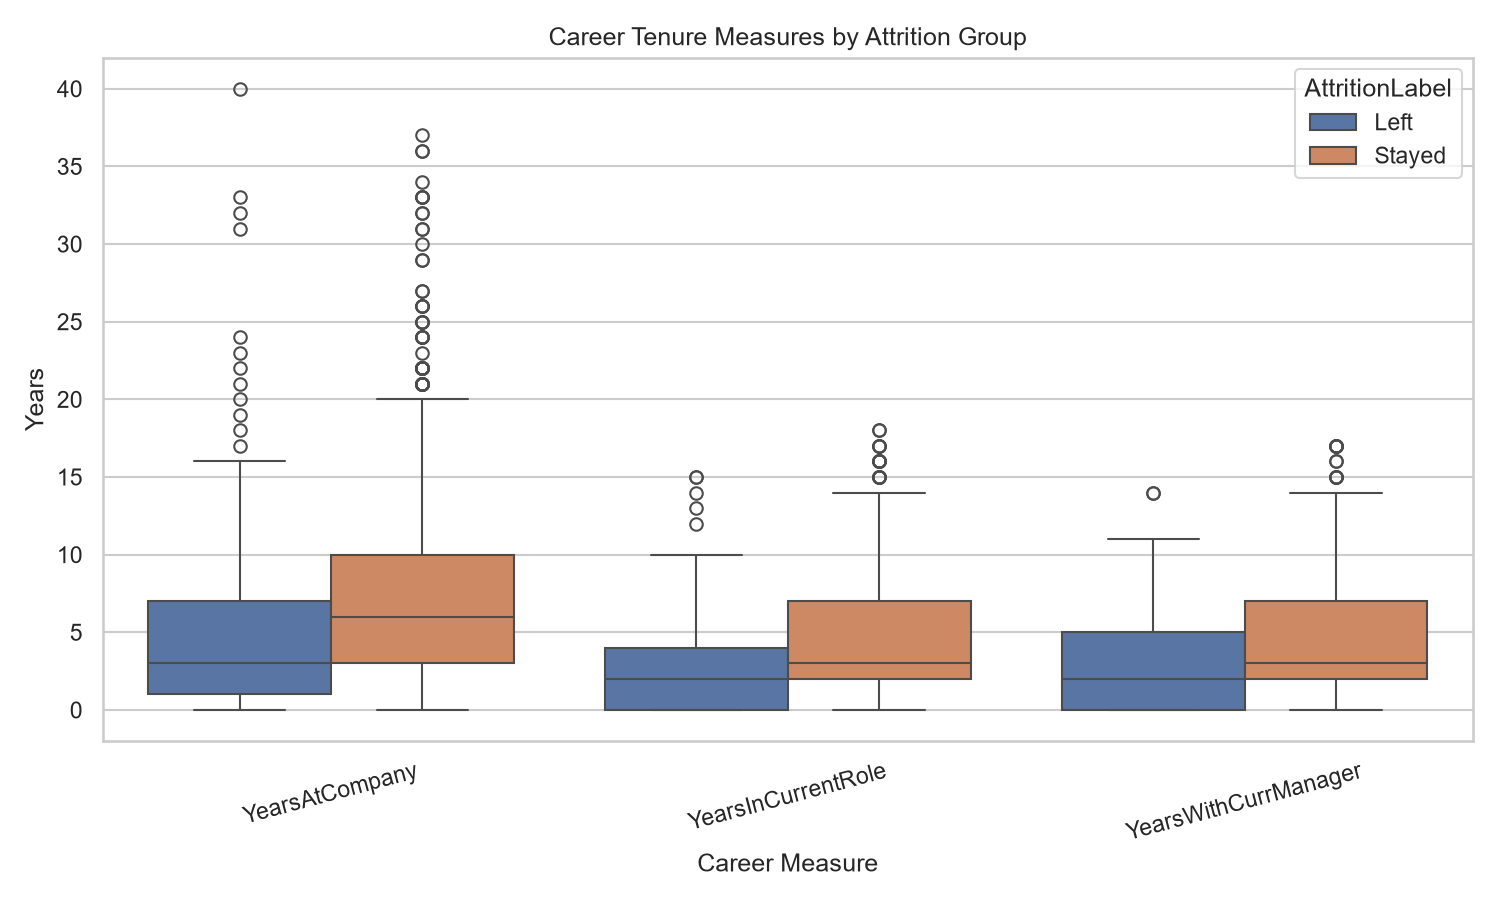 Career Tenure Measures by Attrition Group
AttritionLabel
Left
Stayed
Years
40
35
30
25
20
15
10
5
0
YearsAtCompany
YearsInCurrentRole
YearsWithCurrManager
Career Measure